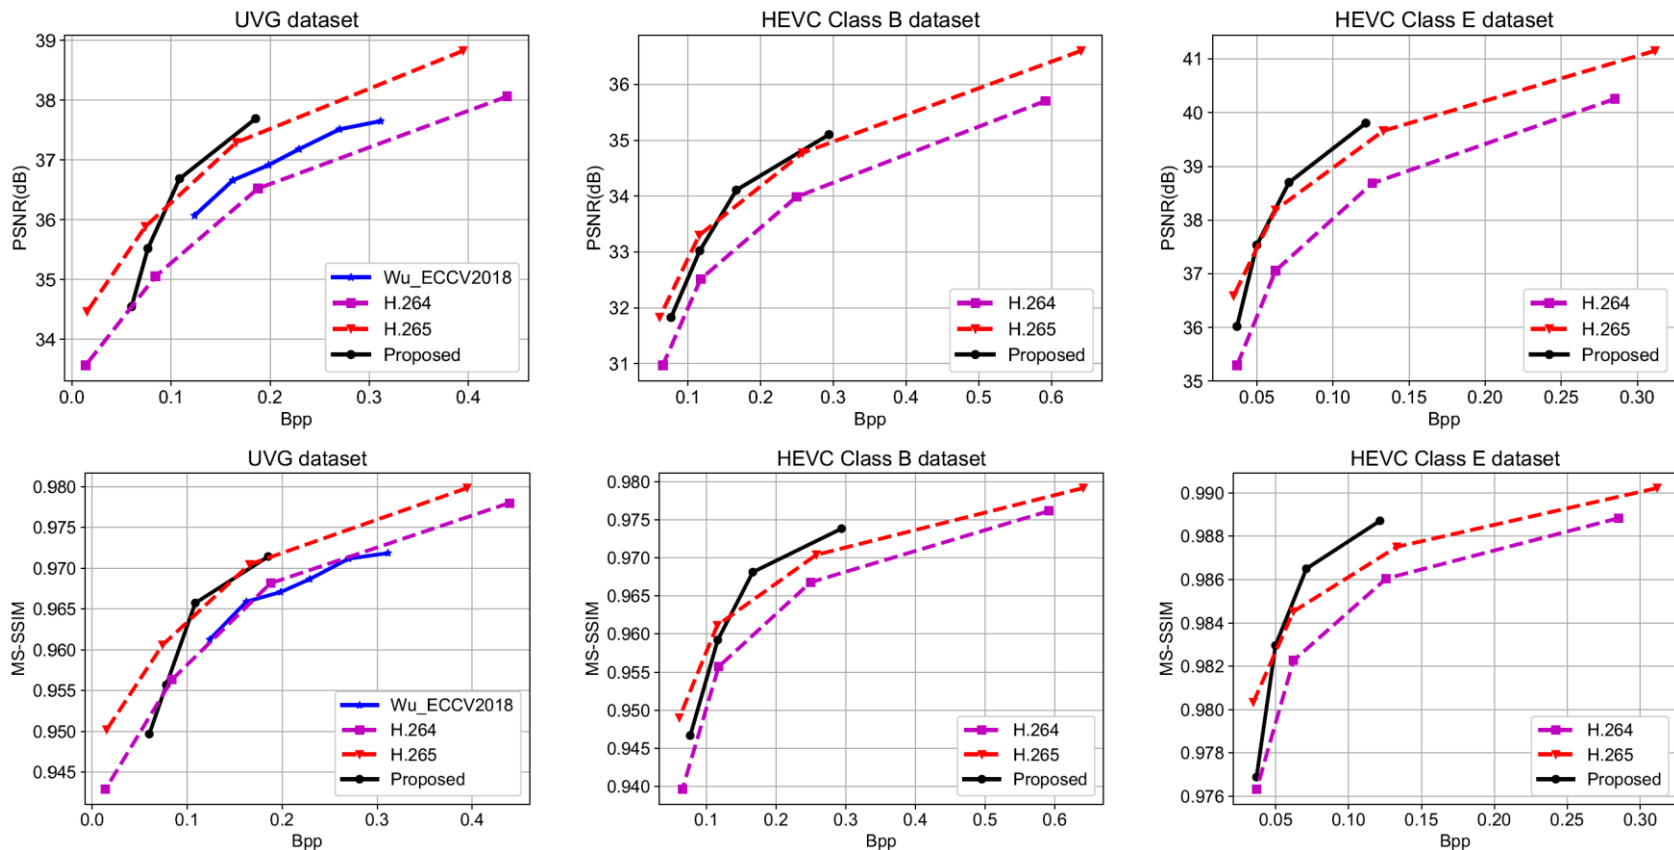 UVG dataset
39
38
37
36
35
34
PSNR(dB)
0.0 0.1 0.2 0.3 0.4
Bpp
Wu_ECCV2018
H.264
H.265
Proposed
HEVC Class B dataset
36
35
34
33
32
31
PSNR(dB)
0.1 0.2 0.3 0.4 0.5 0.6
Bpp
H.264
H.265
Proposed
HEVC Class E dataset
41
40
39
38
37
36
35
PSNR(dB)
0.05 0.10 0.15 0.20 0.25 0.30
Bpp
H.264
H.265
Proposed
UVG dataset
0.980
0.975
0.970
0.965
0.960
0.955
0.950
0.945
MS-SSIM
0.0 0.1 0.2 0.3 0.4
Bpp
Wu_ECCV2018
H.264
H.265
Proposed
HEVC Class B dataset
0.980
0.975
0.970
0.965
0.960
0.955
0.950
0.945
0.940
MS-SSIM
0.1 0.2 0.3 0.4 0.5 0.6
Bpp
H.264
H.265
Proposed
HEVC Class E dataset
0.990
0.988
0.986
0.984
0.982
0.980
0.978
0.976
MS-SSIM
0.05 0.10 0.15 0.20 0.25 0.30
Bpp
H.264
H.265
Proposed